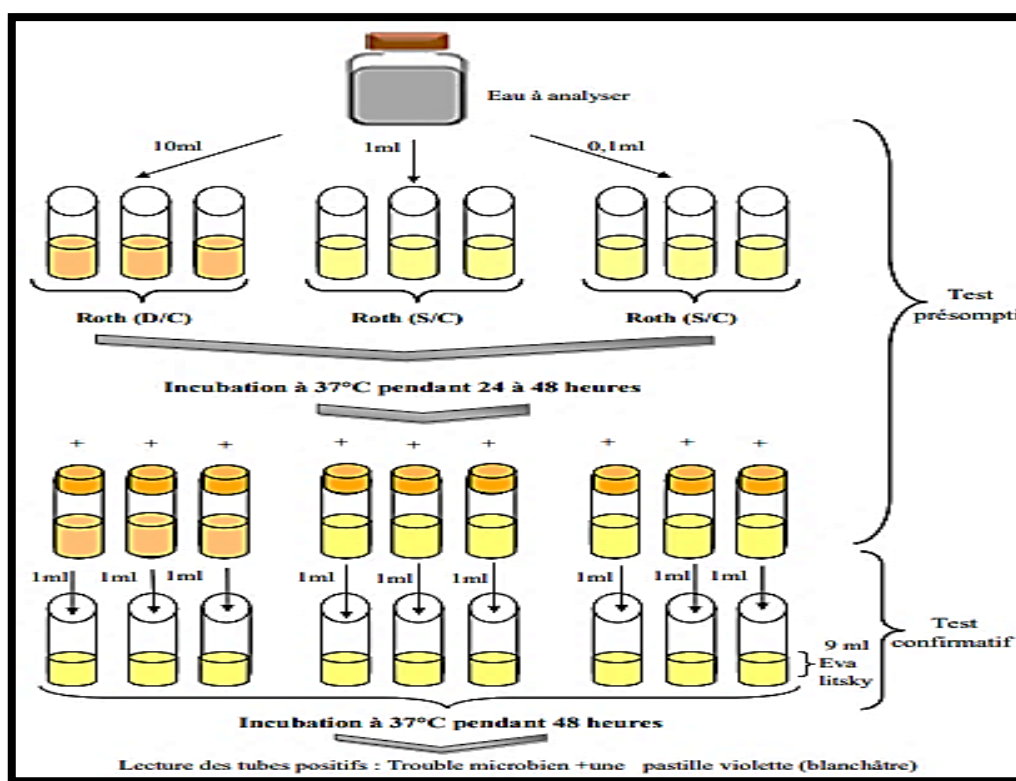 Eau à analyser
10ml
1ml
0,1ml
Roth (D/C)
Roth (S/C)
Roth (S/C)
Test
présompti
Incubation à 37°C pendant 24 à 48 heures
+ + + + + + + + +
1ml 1ml 1ml 1ml 1ml 1ml 1ml 1ml 1ml
Test
confirmatif
9 ml
Eva
litsky
Incubation à 37°C pendant 48 heures
Lecture des tubes positifs : Trouble microbien +une pastille violette (blanchâtre)